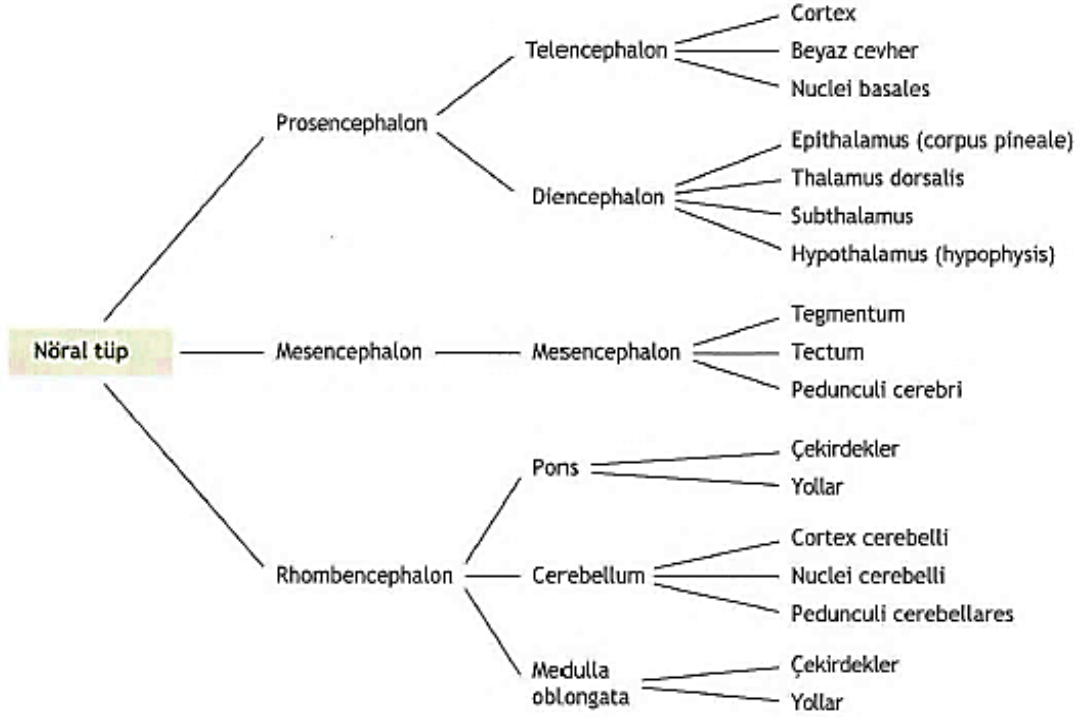 Cortex
Telencephalon
Beyaz cevher
Nuclei basales
Prosencephalon
Epithalamus (corpus pineale)
Thalamus dorsalis
Diencephalon
Subthalamus
Hypothalamus (hypophysis)
Nöral tüp
Mesencephalon
Mesencephalon
Tegmentum
Tectum
Pedunculi cerebri
Pons
Çekirdekler
Yollar
Rhombencephalon
Cerebellum
Cortex cerebelli
Nuclei cerebelli
Pedunculi cerebellares
Medulla
oblongata
Çekirdekler
Yollar